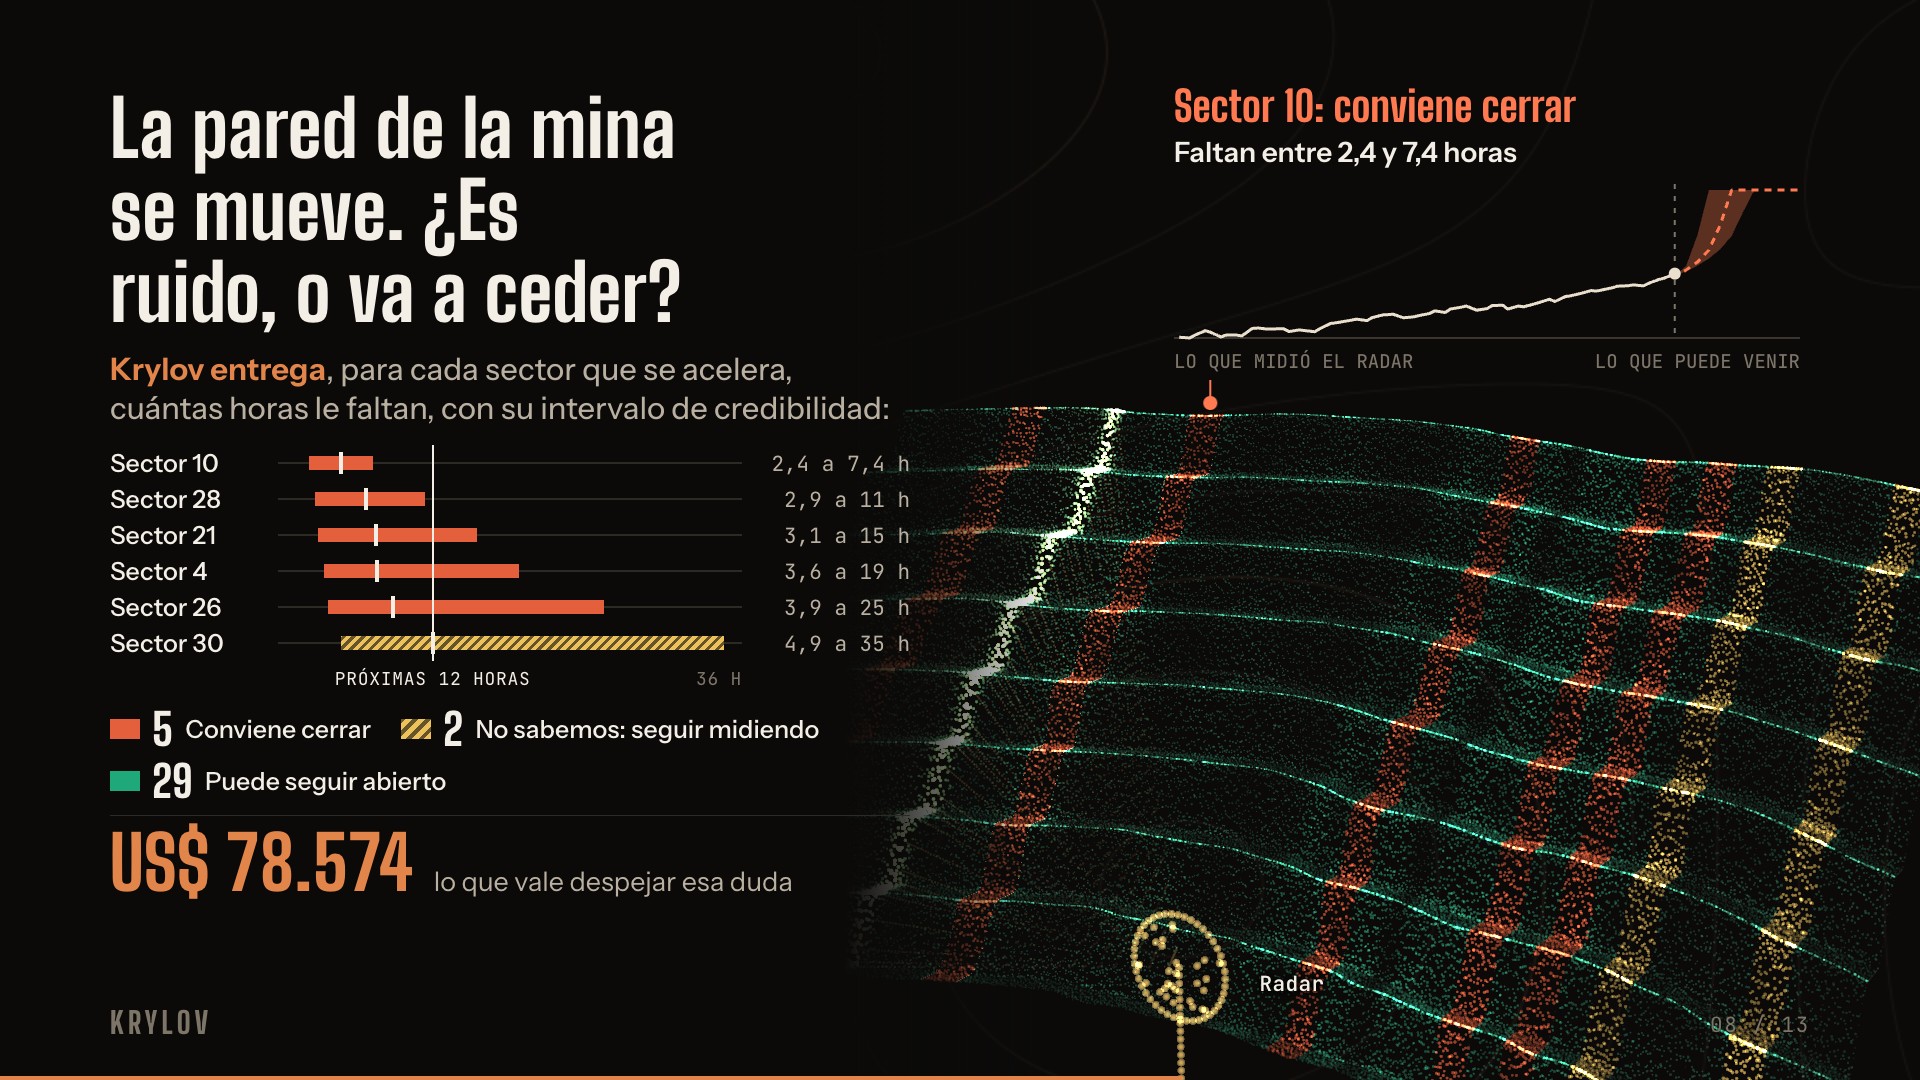 La pared de la mina
se mueve. ¿Es
ruido, o va a ceder?
Krylov entrega, para cada sector que se acelera,
cuántas horas le faltan, con su intervalo de credibilidad:
Sector 10 2,4 a 7,4 h
Sector 28 2,9 a 11 h
Sector 21 3,1 a 15 h
Sector 4 3,6 a 19 h
Sector 26 3,9 a 25 h
Sector 30 4,9 a 35 h
PRÓXIMAS 12 HORAS 36 H
5 Conviene cerrar 2 No sabemos: seguir midiendo
29 Puede seguir abierto
US$ 78.574 lo que vale despejar esa duda
KRYLOV
Sector 10: conviene cerrar
Faltan entre 2,4 y 7,4 horas
LO QUE MIDIÓ EL RADAR LO QUE PUEDE VENIR
Radar
08 / 13